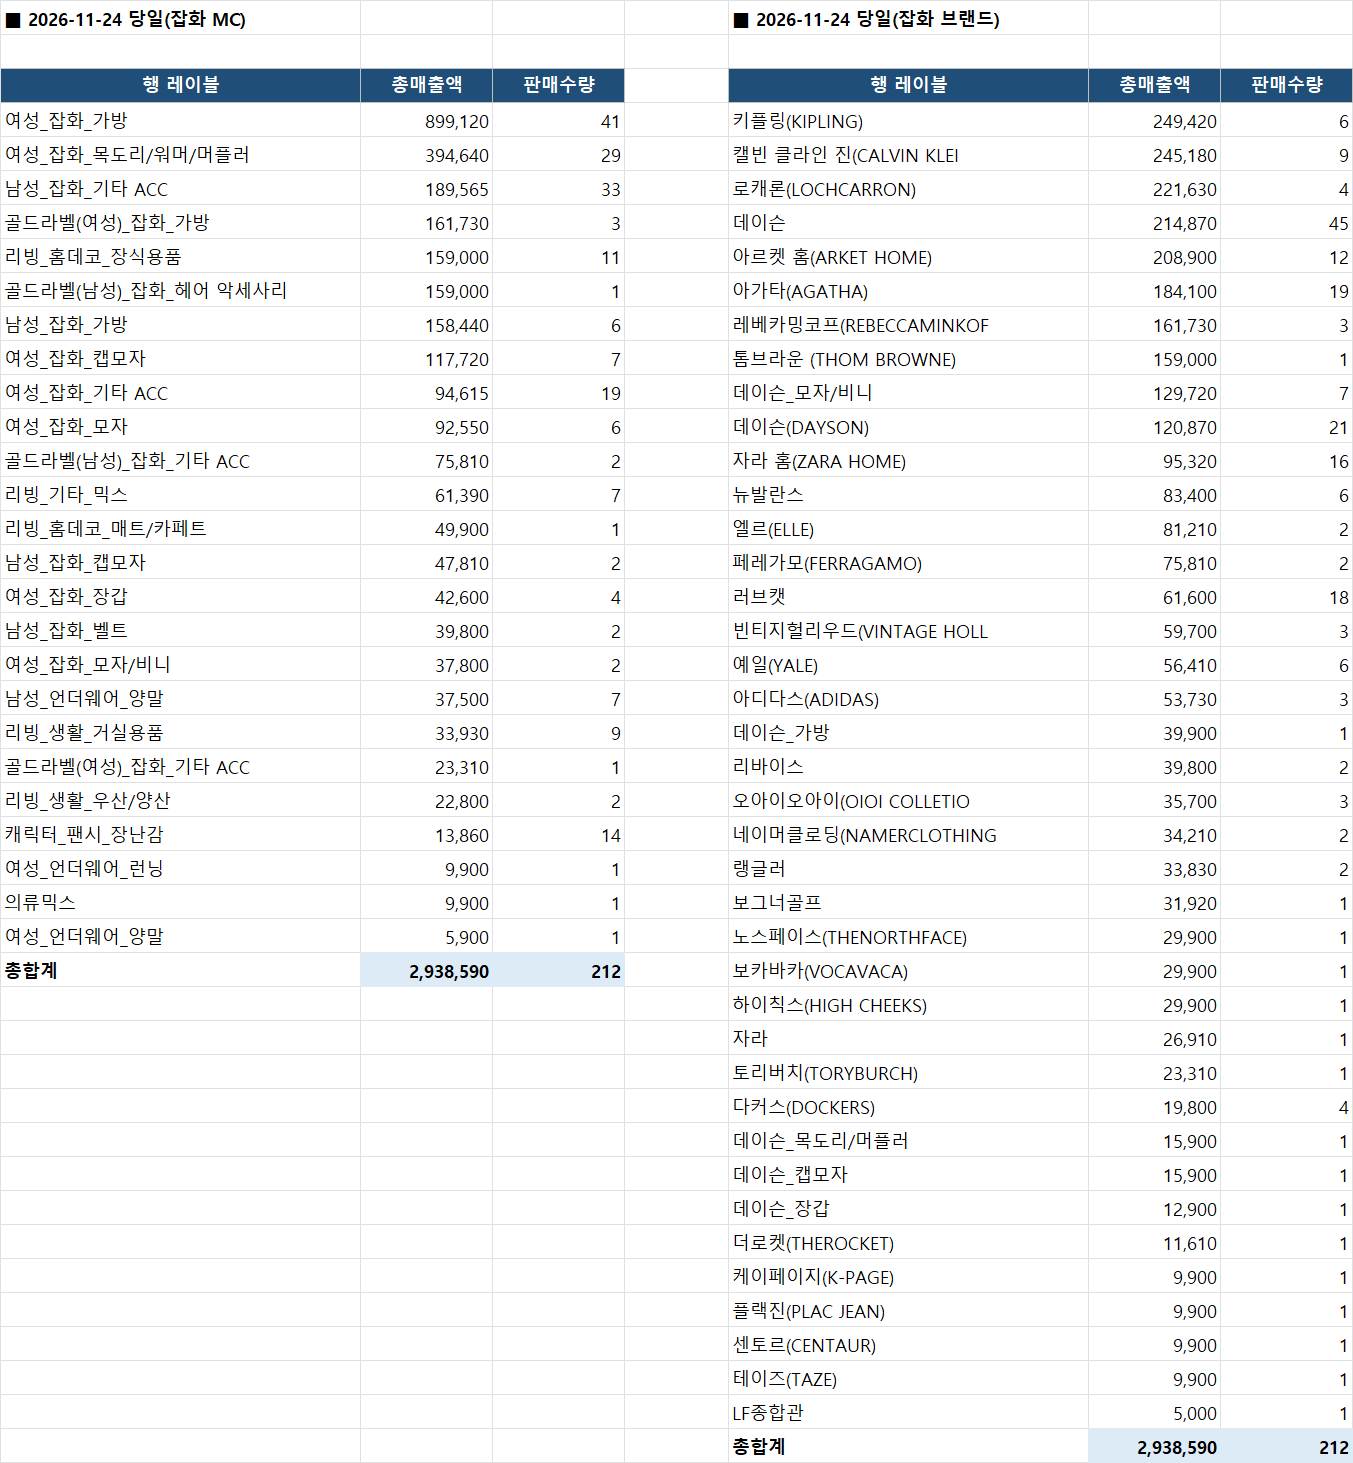 ■ 2026-11-24 당일(잡화 MC)
행 레이블 총매출액 판매수량
여성_잡화_가방 899,120 41
여성_잡화_목도리/워머/머플러 394,640 29
남성_잡화_기타 ACC 189,565 33
골드라벨(여성)_잡화_가방 161,730 3
리빙_홈데코_장식용품 159,000 11
골드라벨(남성)_잡화_헤어 악세사리 159,000 1
남성_잡화_가방 158,440 6
여성_잡화_캡모자 117,720 7
여성_잡화_기타 ACC 94,615 19
여성_잡화_모자 92,550 6
골드라벨(남성)_잡화_기타 ACC 75,810 2
리빙_기타_믹스 61,390 7
리빙_홈데코_매트/카페트 49,900 1
남성_잡화_캡모자 47,810 2
여성_잡화_장갑 42,600 4
남성_잡화_벨트 39,800 2
여성_잡화_모자/비니 37,800 2
남성_언더웨어_양말 37,500 7
리빙_생활_거실용품 33,930 9
골드라벨(여성)_잡화_기타 ACC 23,310 1
리빙_생활_우산/양산 22,800 2
캐릭터_팬시_장난감 13,860 14
여성_언더웨어_런닝 9,900 1
의류믹스 9,900 1
여성_언더웨어_양말 5,900 1
총합계 2,938,590 212
■ 2026-11-24 당일(잡화 브랜드)
행 레이블 총매출액 판매수량
키플링(KIPLING) 249,420 6
캘빈 클라인 진(CALVIN KLEI 245,180 9
로캐론(LOCHCARRON) 221,630 4
데이슨 214,870 45
아르켓 홈(ARKET HOME) 208,900 12
아가타(AGATHA) 184,100 19
레베카밍코프(REBECCAMINKOF 161,730 3
톰브라운 (THOM BROWNE) 159,000 1
데이슨_모자/비니 129,720 7
데이슨(DAYSON) 120,870 21
자라 홈(ZARA HOME) 95,320 16
뉴발란스 83,400 6
엘르(ELLE) 81,210 2
페레가모(FERRAGAMO) 75,810 2
러브캣 61,600 18
빈티지헐리우드(VINTAGE HOLL 59,700 3
예일(YALE) 56,410 6
아디다스(ADIDAS) 53,730 3
데이슨_가방 39,900 1
리바이스 39,800 2
오아이오아이(OIOI COLLETIO 35,700 3
네이머클로딩(NAMERCLOTHING 34,210 2
랭글러 33,830 2
보그너골프 31,920 1
노스페이스(THENORTHFACE) 29,900 1
보카바카(VOCAVACA) 29,900 1
하이칙스(HIGH CHEEKS) 29,900 1
자라 26,910 1
토리버치(TORYBURCH) 23,310 1
다커스(DOCKERS) 19,800 4
데이슨_목도리/머플러 15,900 1
데이슨_캡모자 15,900 1
데이슨_장갑 12,900 1
더로켓(THEROCKET) 11,610 1
케이페이지(K-PAGE) 9,900 1
플랙진(PLAC JEAN) 9,900 1
센토르(CENTAUR) 9,900 1
테이즈(TAZE) 9,900 1
LF종합관 5,000 1
총합계 2,938,590 212